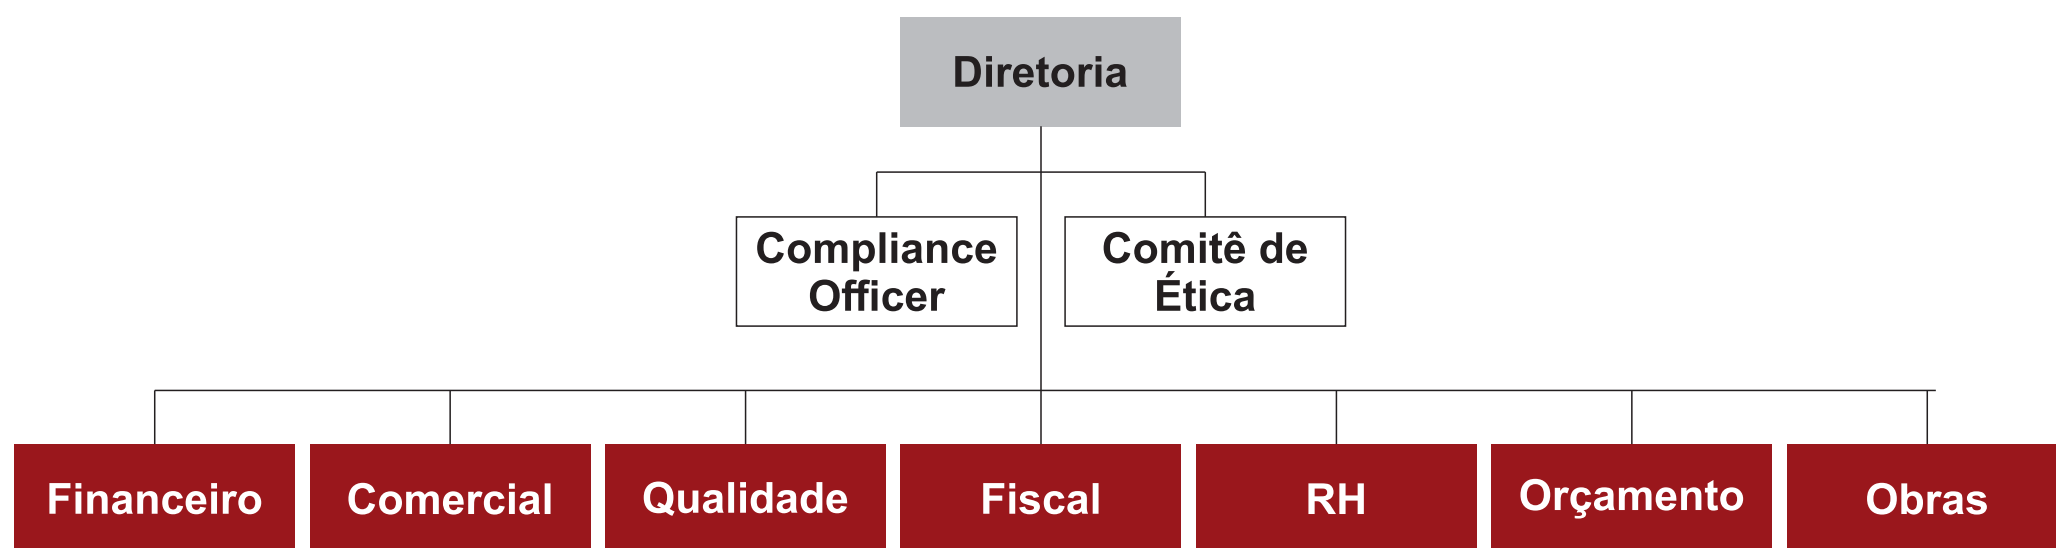 Diretoria
Compliance
Officer
Comitê de
Ética
Financeiro
Comercial
Qualidade
Fiscal
RH
Orçamento
Obras